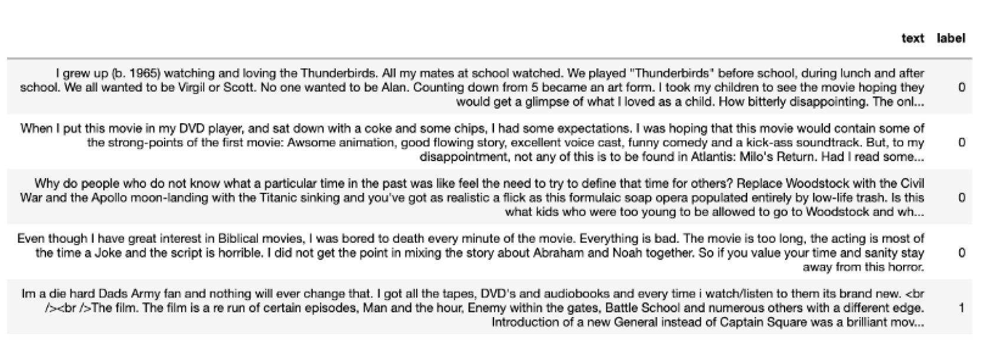 text label
I grew up (b. 1965) watching and loving the Thunderbirds. All my mates at school watched. We played "Thunderbirds" before school, during lunch and after
school. We all wanted to be Virgil or Scott. No one wanted to be Alan. Counting down from 5 became an art form. I took my children to see the movie hoping they 0
would get a glimpse of what I loved as a child. How bitterly disappointing. The onl...
When I put this movie in my DVD player, and sat down with a coke and some chips, I had some expectations. I was hoping that this movie would contain some of
the strong-points of the first movie: Awsome animation, good flowing story, excellent voice cast, funny comedy and a kick-ass soundtrack. But, to my 0
disappointment, not any of this is to be found in Atlantis: Milo's Return. Had I read some...
Why do people who do not know what a particular time in the past was like feel the need to try to define that time for others? Replace Woodstock with the Civil
War and the Apollo moon-landing with the Titanic sinking and you've got as realistic a flick as this formulaic soap opera populated entirely by low-life trash. Is this 0
what kids who were too young to be allowed to go to Woodstock and wh...
Even though I have great interest in Biblical movies, I was bored to death every minute of the movie. Everything is bad. The movie is too long, the acting is most of
the time a Joke and the script is horrible. I did not get the point in mixing the story about Abraham and Noah together. So if you value your time and sanity stay 0
away from this horror.
Im a die hard Dads Army fan and nothing will ever change that. I got all the tapes, DVD's and audiobooks and every time i watch/listen to them its brand new. <br
/><br />The film. The film is a re run of certain episodes, Man and the hour, Enemy within the gates, Battle School and numerous others with a different edge. 1
Introduction of a new General instead of Captain Square was a brilliant mov...